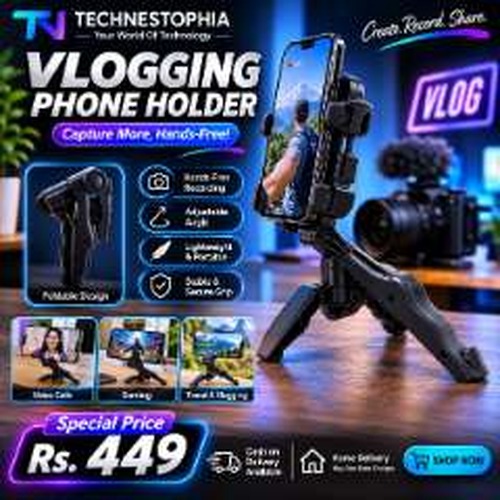 TECHNESTOPHIA
Your World Of Technology
Create. Record. Share.
VLOGGING
PHONE HOLDER
Capture More, Hands-Free!
VLOG
Hands-Free
Recording
Adjustable
Angle
Lightweight
& Portable
Stable &
Secure Grip
Foldable Design
Video Calls
Gaming
Travel & Vlogging
Special Price
Rs. 449
Cash on
Delivery
Available
Home Delivery
SHOP NOW